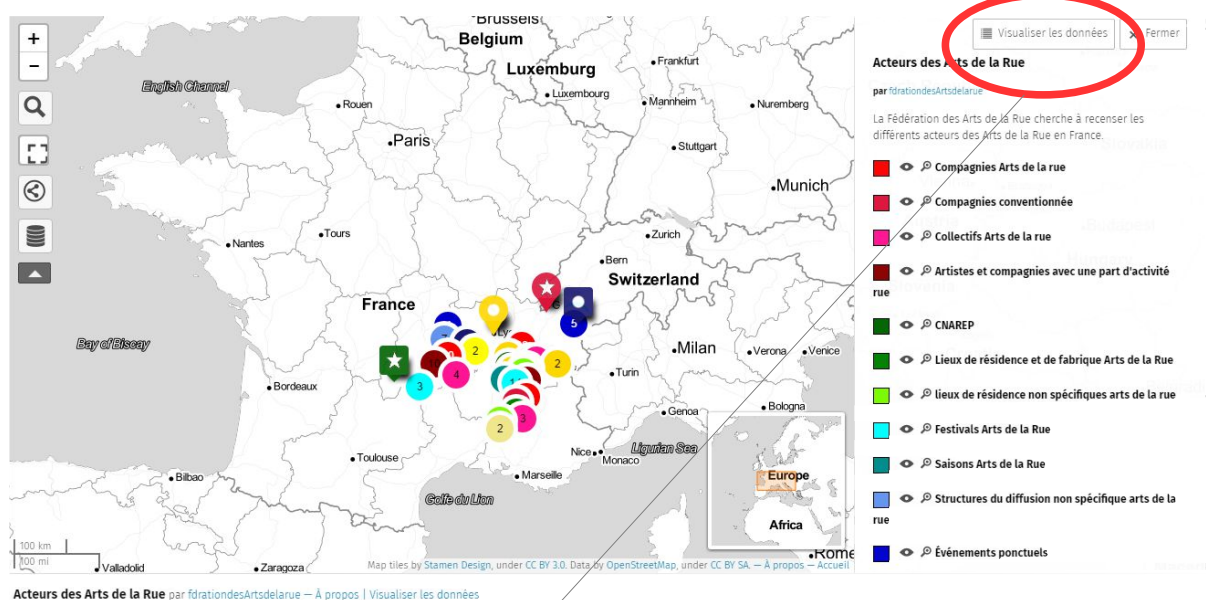 Brussels
Belgium
Luxemburg
Luxembourg
Frankfurt
English Channel
Rouen
Mannheim
Nuremberg
Paris
Stuttgart
Munich
Tours
Nantes
Zurich
Bern
Switzerland
France
5
2
2
4
3
3
2
Bay of Biscay
Milan
Verona
Venice
Turin
Bordeaux
Genoa
Bologna
Toulouse
Nice
Monaco
Ligurian Sea
Marseille
Bilbao
Golfe du Lion
Europe
Africa
100 km
100 mi
Valladolid
Zaragoza
Rome
Map tiles by Stamen Design, under CC BY 3.0. Data by OpenStreetMap, under CC BY SA. — À propos — Accueil
Visualiser les données
Fermer
Acteurs des Arts de la Rue
par fdrationdesArtsdelarue
La Fédération des Arts de la Rue cherche à recenser les
différents acteurs des Arts de la Rue en France.
Compagnies Arts de la rue
Compagnies conventionnée
Collectifs Arts de la rue
Artistes et compagnies avec une part d'activité
rue
CNAREP
Lieux de résidence et de fabrique Arts de la Rue
lieux de résidence non spécifiques arts de la rue
Festivals Arts de la Rue
Saisons Arts de la Rue
Structures du diffusion non spécifique arts de la
rue
Événements ponctuels
Acteurs des Arts de la Rue par fdrationdesArtsdelarue — À propos | Visualiser les données